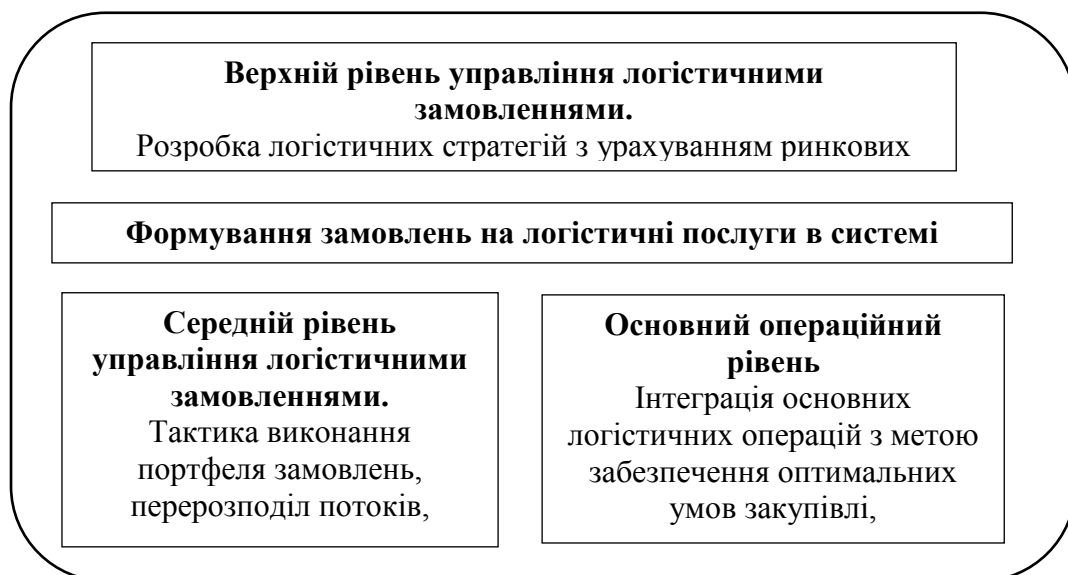 Верхній рівень управління логістичними
замовленнями.
Розробка логістичних стратегій з урахуванням ринкових
Формування замовлень на логістичні послуги в системі
Середній рівень
управління логістичними
замовленнями.
Тактика виконання
портфеля замовлень,
перерозподіл потоків,
Основний операційний
рівень
Інтеграція основних
логістичних операцій з метою
забезпечення оптимальних
умов закупівлі,